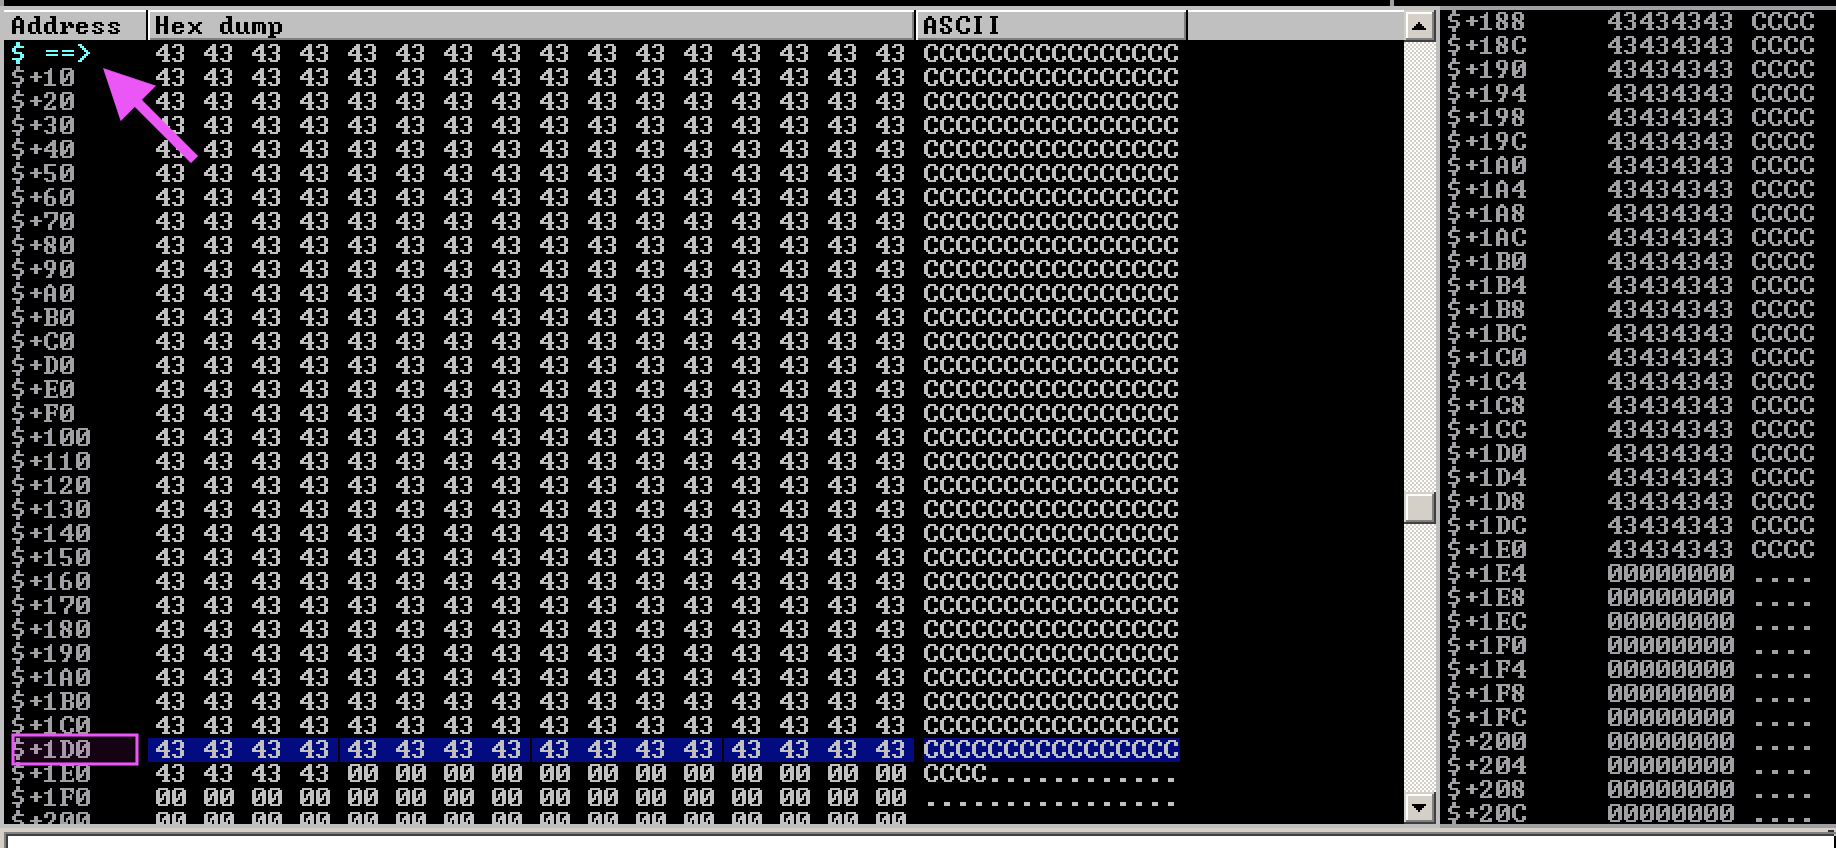 Address Hex dump ASCII
$ ==> 43 43 43 43 43 43 43 43 43 43 43 43 43 43 43 43 CCCCCCCCCCCCCCCC
$+10 43 43 43 43 43 43 43 43 43 43 43 43 43 43 43 43 CCCCCCCCCCCCCCCC
$+20 43 43 43 43 43 43 43 43 43 43 43 43 43 43 43 43 CCCCCCCCCCCCCCCC
$+30 43 43 43 43 43 43 43 43 43 43 43 43 43 43 43 43 CCCCCCCCCCCCCCCC
$+40 43 43 43 43 43 43 43 43 43 43 43 43 43 43 43 43 CCCCCCCCCCCCCCCC
$+50 43 43 43 43 43 43 43 43 43 43 43 43 43 43 43 43 CCCCCCCCCCCCCCCC
$+60 43 43 43 43 43 43 43 43 43 43 43 43 43 43 43 43 CCCCCCCCCCCCCCCC
$+70 43 43 43 43 43 43 43 43 43 43 43 43 43 43 43 43 CCCCCCCCCCCCCCCC
$+80 43 43 43 43 43 43 43 43 43 43 43 43 43 43 43 43 CCCCCCCCCCCCCCCC
$+90 43 43 43 43 43 43 43 43 43 43 43 43 43 43 43 43 CCCCCCCCCCCCCCCC
$+A0 43 43 43 43 43 43 43 43 43 43 43 43 43 43 43 43 CCCCCCCCCCCCCCCC
$+B0 43 43 43 43 43 43 43 43 43 43 43 43 43 43 43 43 CCCCCCCCCCCCCCCC
$+C0 43 43 43 43 43 43 43 43 43 43 43 43 43 43 43 43 CCCCCCCCCCCCCCCC
$+D0 43 43 43 43 43 43 43 43 43 43 43 43 43 43 43 43 CCCCCCCCCCCCCCCC
$+E0 43 43 43 43 43 43 43 43 43 43 43 43 43 43 43 43 CCCCCCCCCCCCCCCC
$+F0 43 43 43 43 43 43 43 43 43 43 43 43 43 43 43 43 CCCCCCCCCCCCCCCC
$+100 43 43 43 43 43 43 43 43 43 43 43 43 43 43 43 43 CCCCCCCCCCCCCCCC
$+110 43 43 43 43 43 43 43 43 43 43 43 43 43 43 43 43 CCCCCCCCCCCCCCCC
$+120 43 43 43 43 43 43 43 43 43 43 43 43 43 43 43 43 CCCCCCCCCCCCCCCC
$+130 43 43 43 43 43 43 43 43 43 43 43 43 43 43 43 43 CCCCCCCCCCCCCCCC
$+140 43 43 43 43 43 43 43 43 43 43 43 43 43 43 43 43 CCCCCCCCCCCCCCCC
$+150 43 43 43 43 43 43 43 43 43 43 43 43 43 43 43 43 CCCCCCCCCCCCCCCC
$+160 43 43 43 43 43 43 43 43 43 43 43 43 43 43 43 43 CCCCCCCCCCCCCCCC
$+170 43 43 43 43 43 43 43 43 43 43 43 43 43 43 43 43 CCCCCCCCCCCCCCCC
$+180 43 43 43 43 43 43 43 43 43 43 43 43 43 43 43 43 CCCCCCCCCCCCCCCC
$+190 43 43 43 43 43 43 43 43 43 43 43 43 43 43 43 43 CCCCCCCCCCCCCCCC
$+1A0 43 43 43 43 43 43 43 43 43 43 43 43 43 43 43 43 CCCCCCCCCCCCCCCC
$+1B0 43 43 43 43 43 43 43 43 43 43 43 43 43 43 43 43 CCCCCCCCCCCCCCCC
$+1C0 43 43 43 43 43 43 43 43 43 43 43 43 43 43 43 43 CCCCCCCCCCCCCCCC
$+1D0 43 43 43 43 43 43 43 43 43 43 43 43 43 43 43 43 CCCCCCCCCCCCCCCC
$+1E0 43 43 43 43 00 00 00 00 00 00 00 00 00 00 00 00 CCCC............
$+1F0 00 00 00 00 00 00 00 00 00 00 00 00 00 00 00 00 ................
$+200 00 00 00 00 00 00 00 00 00 00 00 00 00 00 00 00
$+188 43434343 CCCC
$+18C 43434343 CCCC
$+190 43434343 CCCC
$+194 43434343 CCCC
$+198 43434343 CCCC
$+19C 43434343 CCCC
$+1A0 43434343 CCCC
$+1A4 43434343 CCCC
$+1A8 43434343 CCCC
$+1AC 43434343 CCCC
$+1B0 43434343 CCCC
$+1B4 43434343 CCCC
$+1B8 43434343 CCCC
$+1BC 43434343 CCCC
$+1C0 43434343 CCCC
$+1C4 43434343 CCCC
$+1C8 43434343 CCCC
$+1CC 43434343 CCCC
$+1D0 43434343 CCCC
$+1D4 43434343 CCCC
$+1D8 43434343 CCCC
$+1DC 43434343 CCCC
$+1E0 43434343 CCCC
$+1E4 00000000 ....
$+1E8 00000000 ....
$+1EC 00000000 ....
$+1F0 00000000 ....
$+1F4 00000000 ....
$+1F8 00000000 ....
$+1FC 00000000 ....
$+200 00000000 ....
$+204 00000000 ....
$+208 00000000 ....
$+20C 00000000 ....